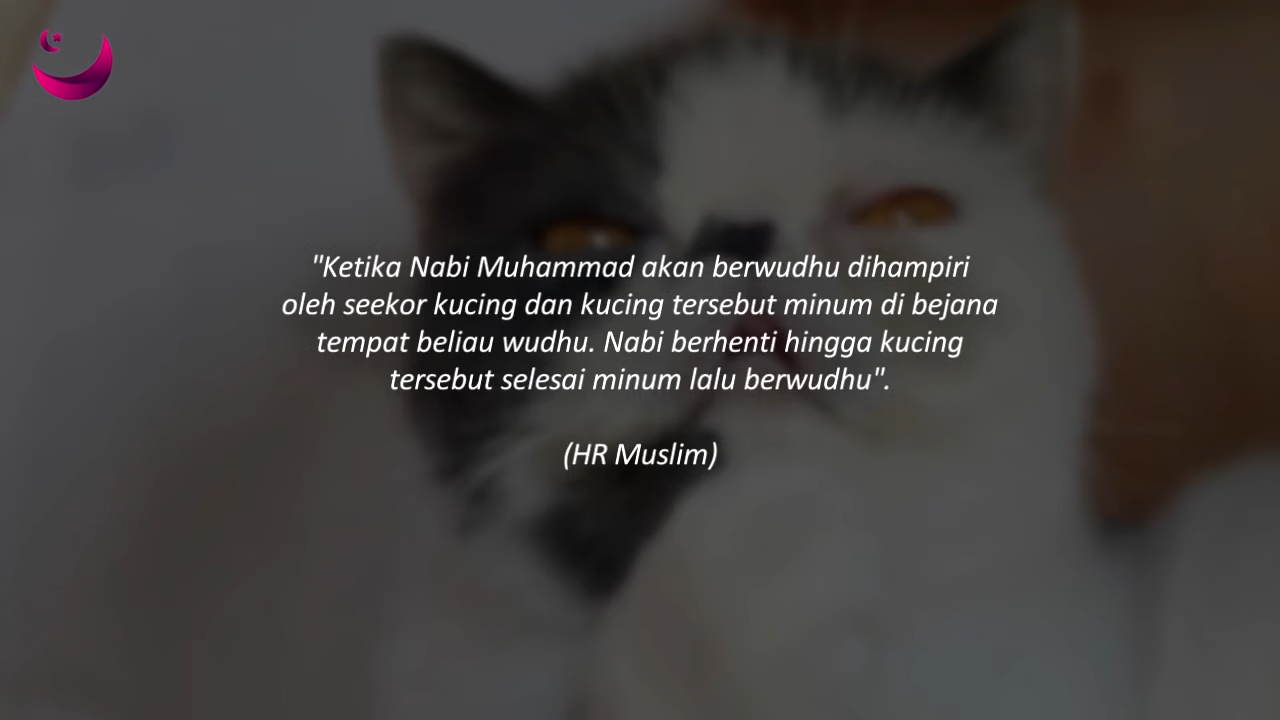 "Ketika Nabi Muhammad akan berwudhu dihampiri
oleh seekor kucing dan kucing tersebut minum di bejana
tempat beliau wudhu. Nabi berhenti hingga kucing
tersebut selesai minum lalu berwudhu".
(HR Muslim)